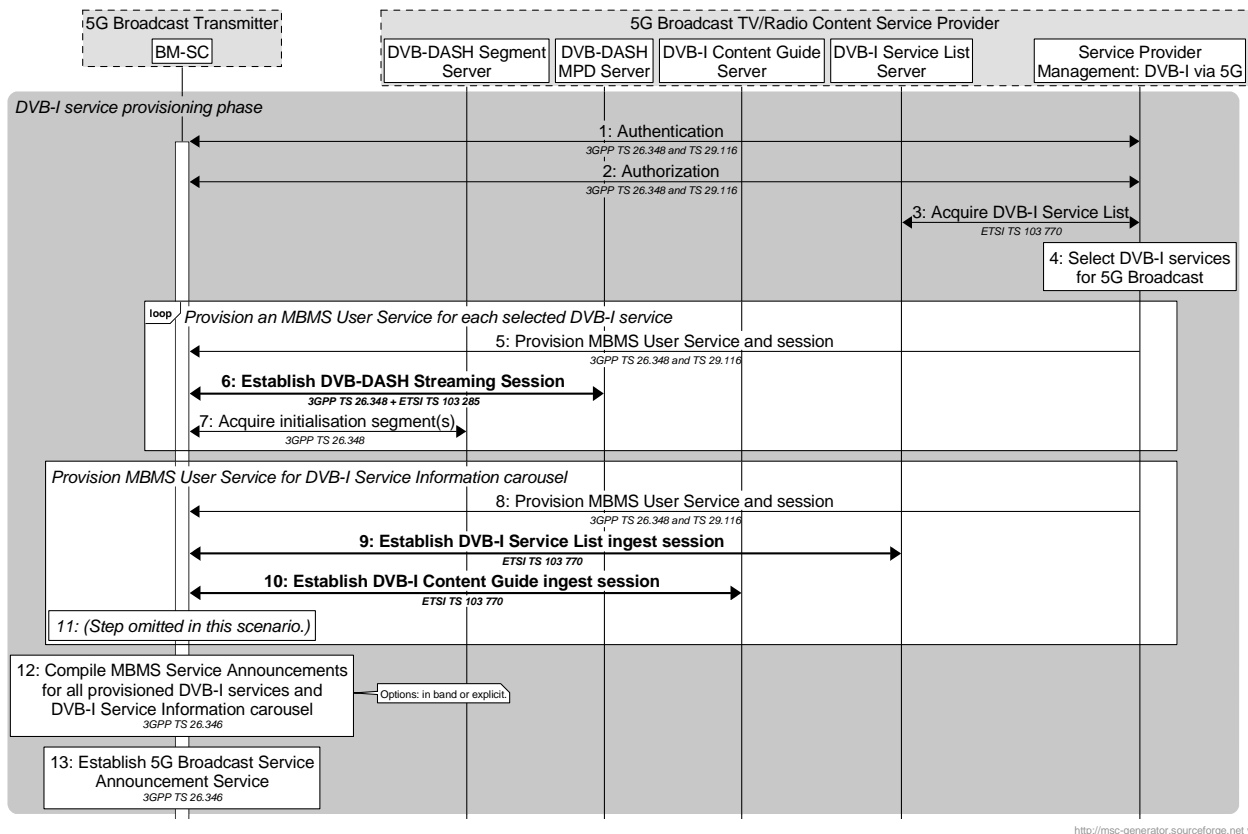 5G Broadcast Transmitter
5G Broadcast TV/Radio Content Service Provider
BM-SC
DVB-DASH Segment
Server
DVB-DASH
MPD Server
DVB-I Content Guide
Server
DVB-I Service List
Server
Service Provider
Management: DVB-I via 5G
DVB-I service provisioning phase
1: Authentication
3GPP TS 26.348 and TS 29.116
2: Authorization
3GPP TS 26.348 and TS 29.116
3: Acquire DVB-I Service List
ETSI TS 103 770
4: Select DVB-I services
for 5G Broadcast
loop
Provision an MBMS User Service for each selected DVB-I service
5: Provision MBMS User Service and session
3GPP TS 26.348 and TS 29.116
6: Establish DVB-DASH Streaming Session
3GPP TS 26.348 + ETSI TS 103 285
7: Acquire initialisation segment(s)
3GPP TS 26.348
Provision MBMS User Service for DVB-I Service Information carousel
8: Provision MBMS User Service and session
3GPP TS 26.348 and TS 29.116
9: Establish DVB-I Service List ingest session
ETSI TS 103 770
10: Establish DVB-I Content Guide ingest session
ETSI TS 103 770
11: (Step omitted in this scenario.)
12: Compile MBMS Service Announcements
for all provisioned DVB-I services and
DVB-I Service Information carousel
3GPP TS 26.346
Options: in band or explicit.
13: Establish 5G Broadcast Service
Announcement Service
3GPP TS 26.346
http://msc-generator.sourceforge.net